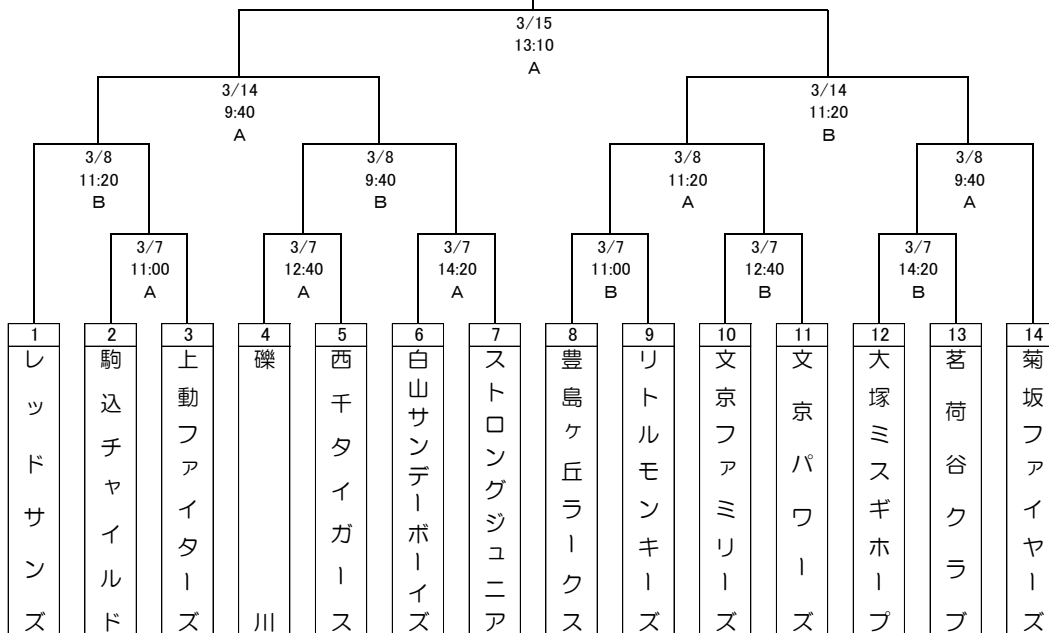 3/15
13:10
A
3/14
9:40
A
3/14
11:20
B
3/8
11:20
B
3/8
9:40
B
3/8
11:20
A
3/8
9:40
A
3/7
11:00
A
3/7
12:40
A
3/7
14:20
A
3/7
11:00
B
3/7
12:40
B
3/7
14:20
B
1
レッドサンズ
2
駒込チャイルド
3
上動ファイターズ
4
礫川
5
西千タイガース
6
白山サンデーボーイズ
7
ストロングジュニア
8
豊島ヶ丘ラークス
9
リトルモンキーズ
10
文京ファミリーズ
11
文京パワーズ
12
大塚ミスギホープ
13
茗荷谷クラブ
14
菊坂ファイヤーズ